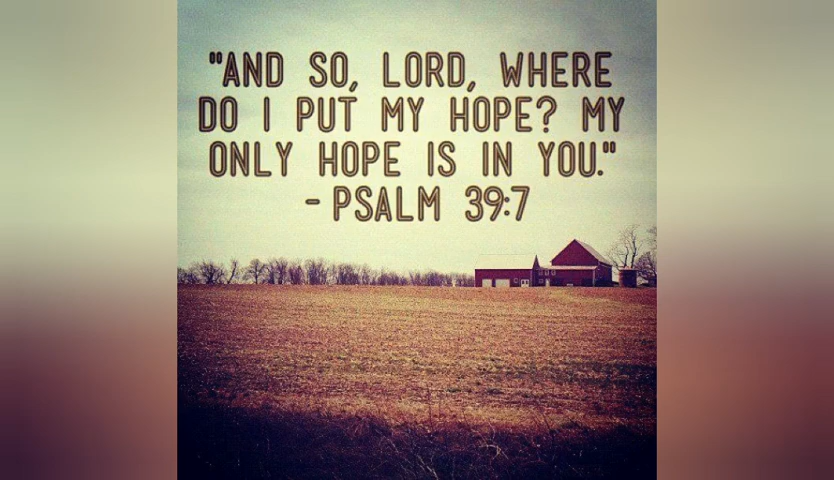 "AND SO, LORD, WHERE
DO I PUT MY HOPE? MY
ONLY HOPE IS IN YOU."
- PSALM 39:7